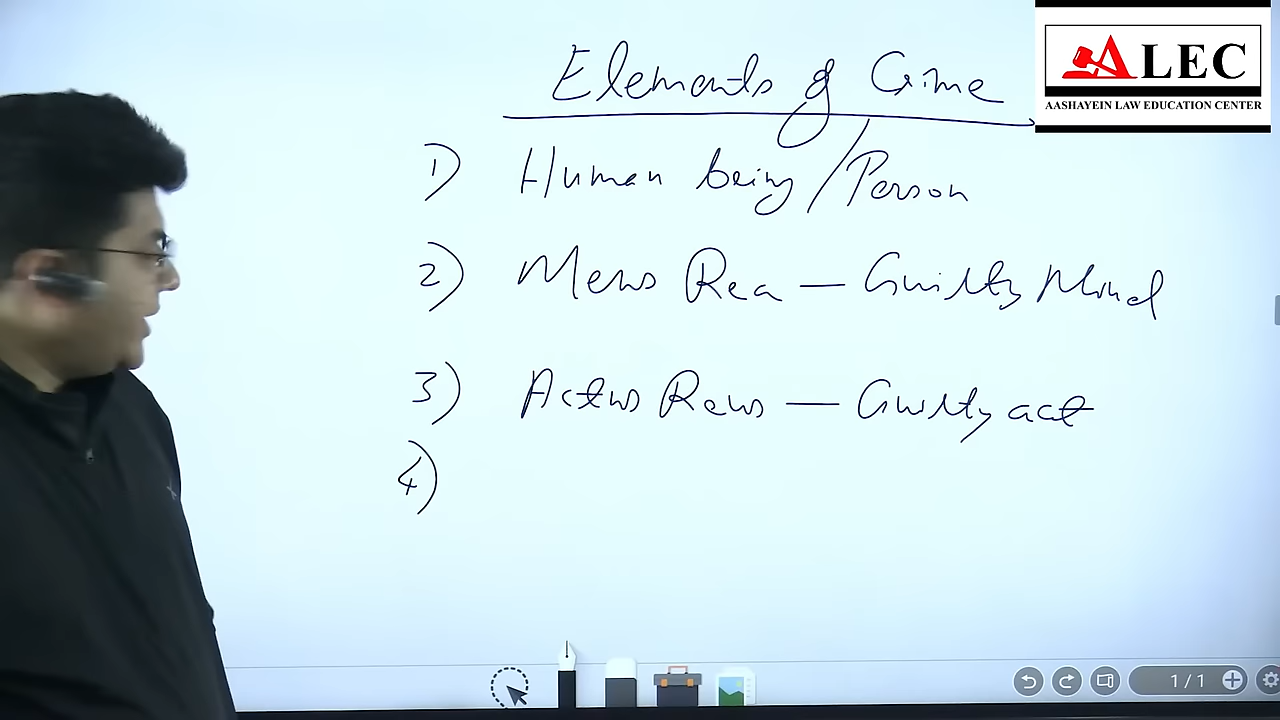 Elements of Crime
ALEC
AASHAYEIN LAW EDUCATION CENTER
1) Human being/Person
2) Mens Rea — Guilty Mind
3) Actus Reus — Guilty act
4)
1/1